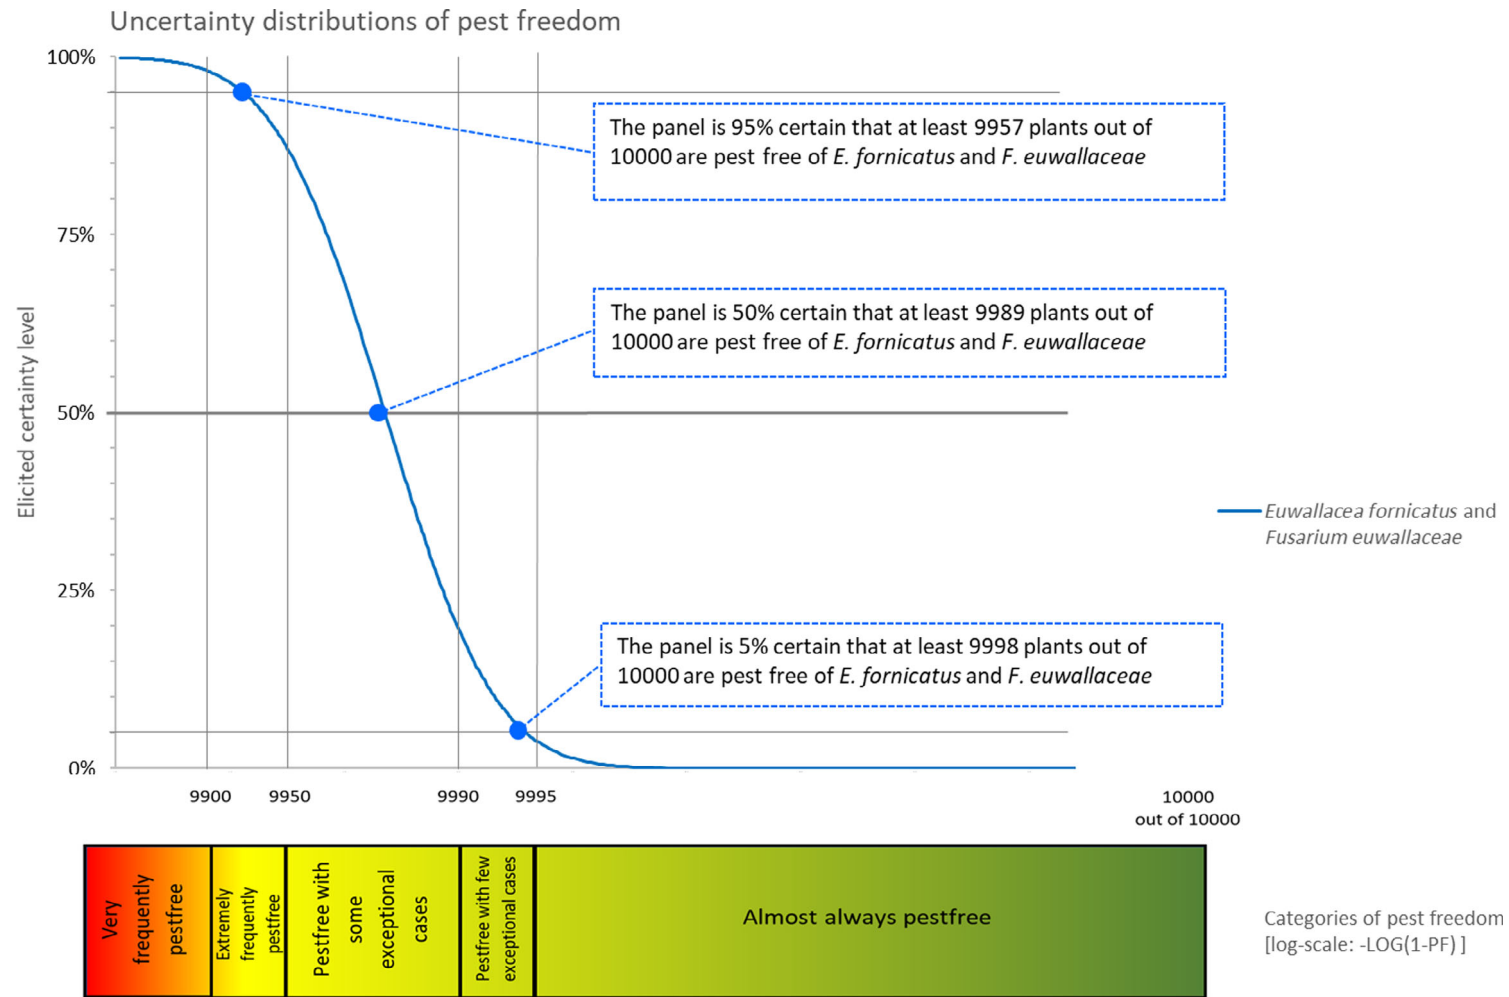 Uncertainty distributions of pest freedom
100%
75%
50%
25%
0%
Elicited certainty level
The panel is 95% certain that at least 9957 plants out of
10000 are pest free of E. fornicatus and F. euwallaceae
The panel is 50% certain that at least 9989 plants out of
10000 are pest free of E. fornicatus and F. euwallaceae
The panel is 5% certain that at least 9998 plants out of
10000 are pest free of E. fornicatus and F. euwallaceae
Euwallacea fornicatus and
Fusarium euwallaceae
9900
9950
9990
9995
10000
out of 10000
Very
frequently
pestfree
Extremely
frequently
pestfree
Pestfree with
some
exceptional
cases
Pestfree with few
exceptional cases
Almost always pestfree
Categories of pest freedom
[log-scale: -LOG(1-PF) ]